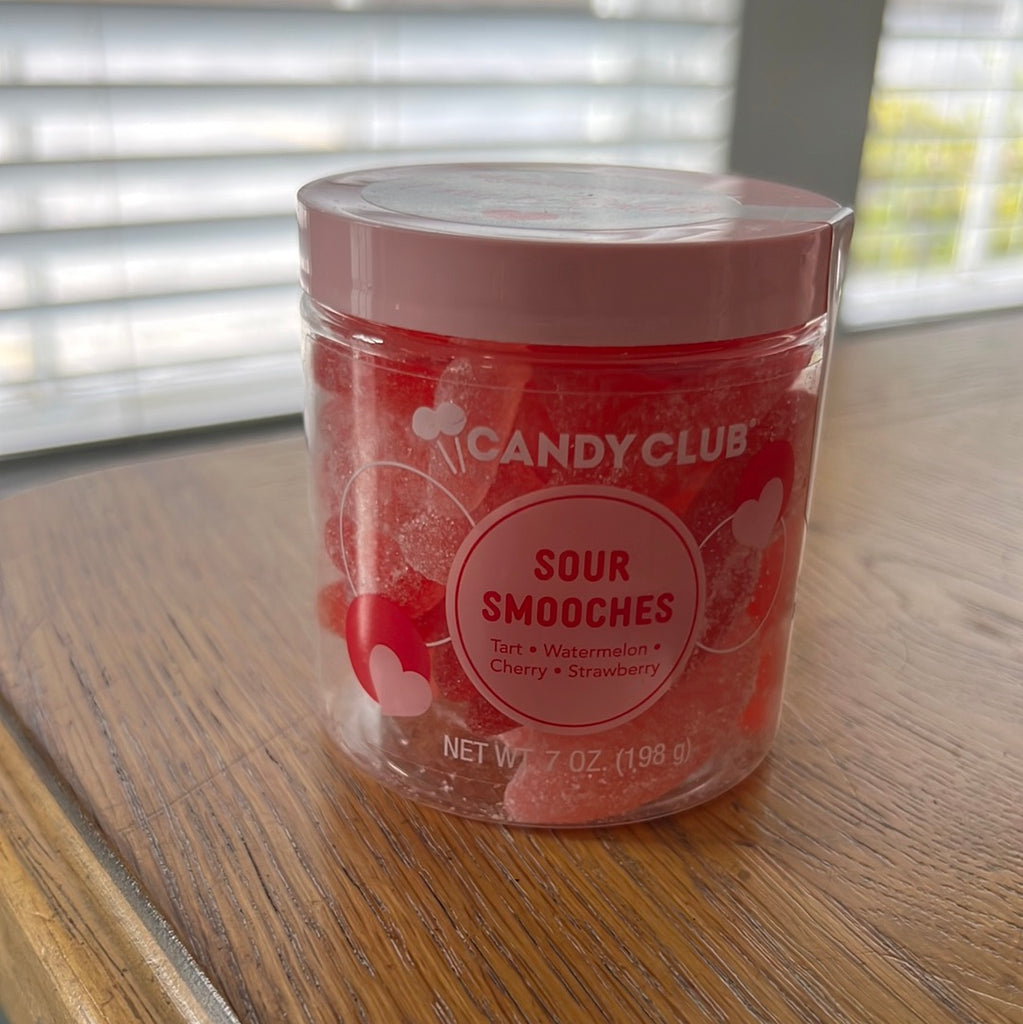 CANDY CLUB®
SOUR
SMOOCHES
Tart • Watermelon •
Cherry • Strawberry
NET WT. 7 OZ. (198 g)